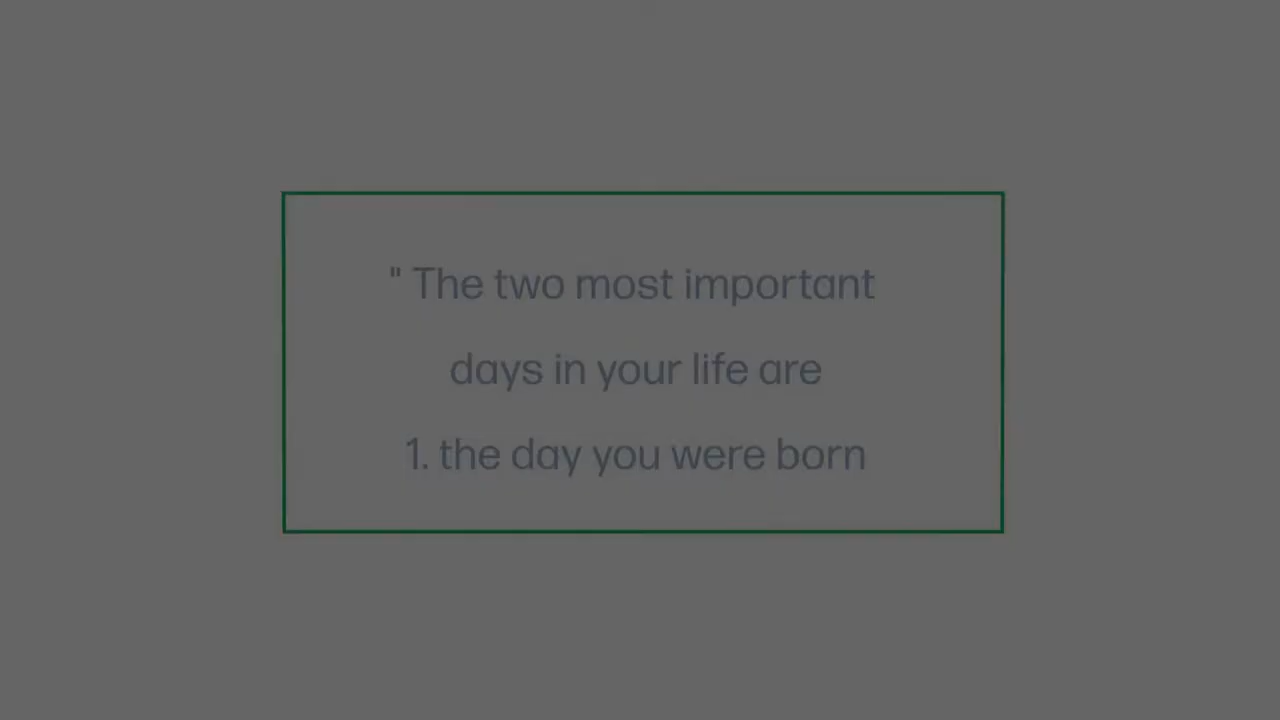 " The two most important
days in your life are
1. the day you were born